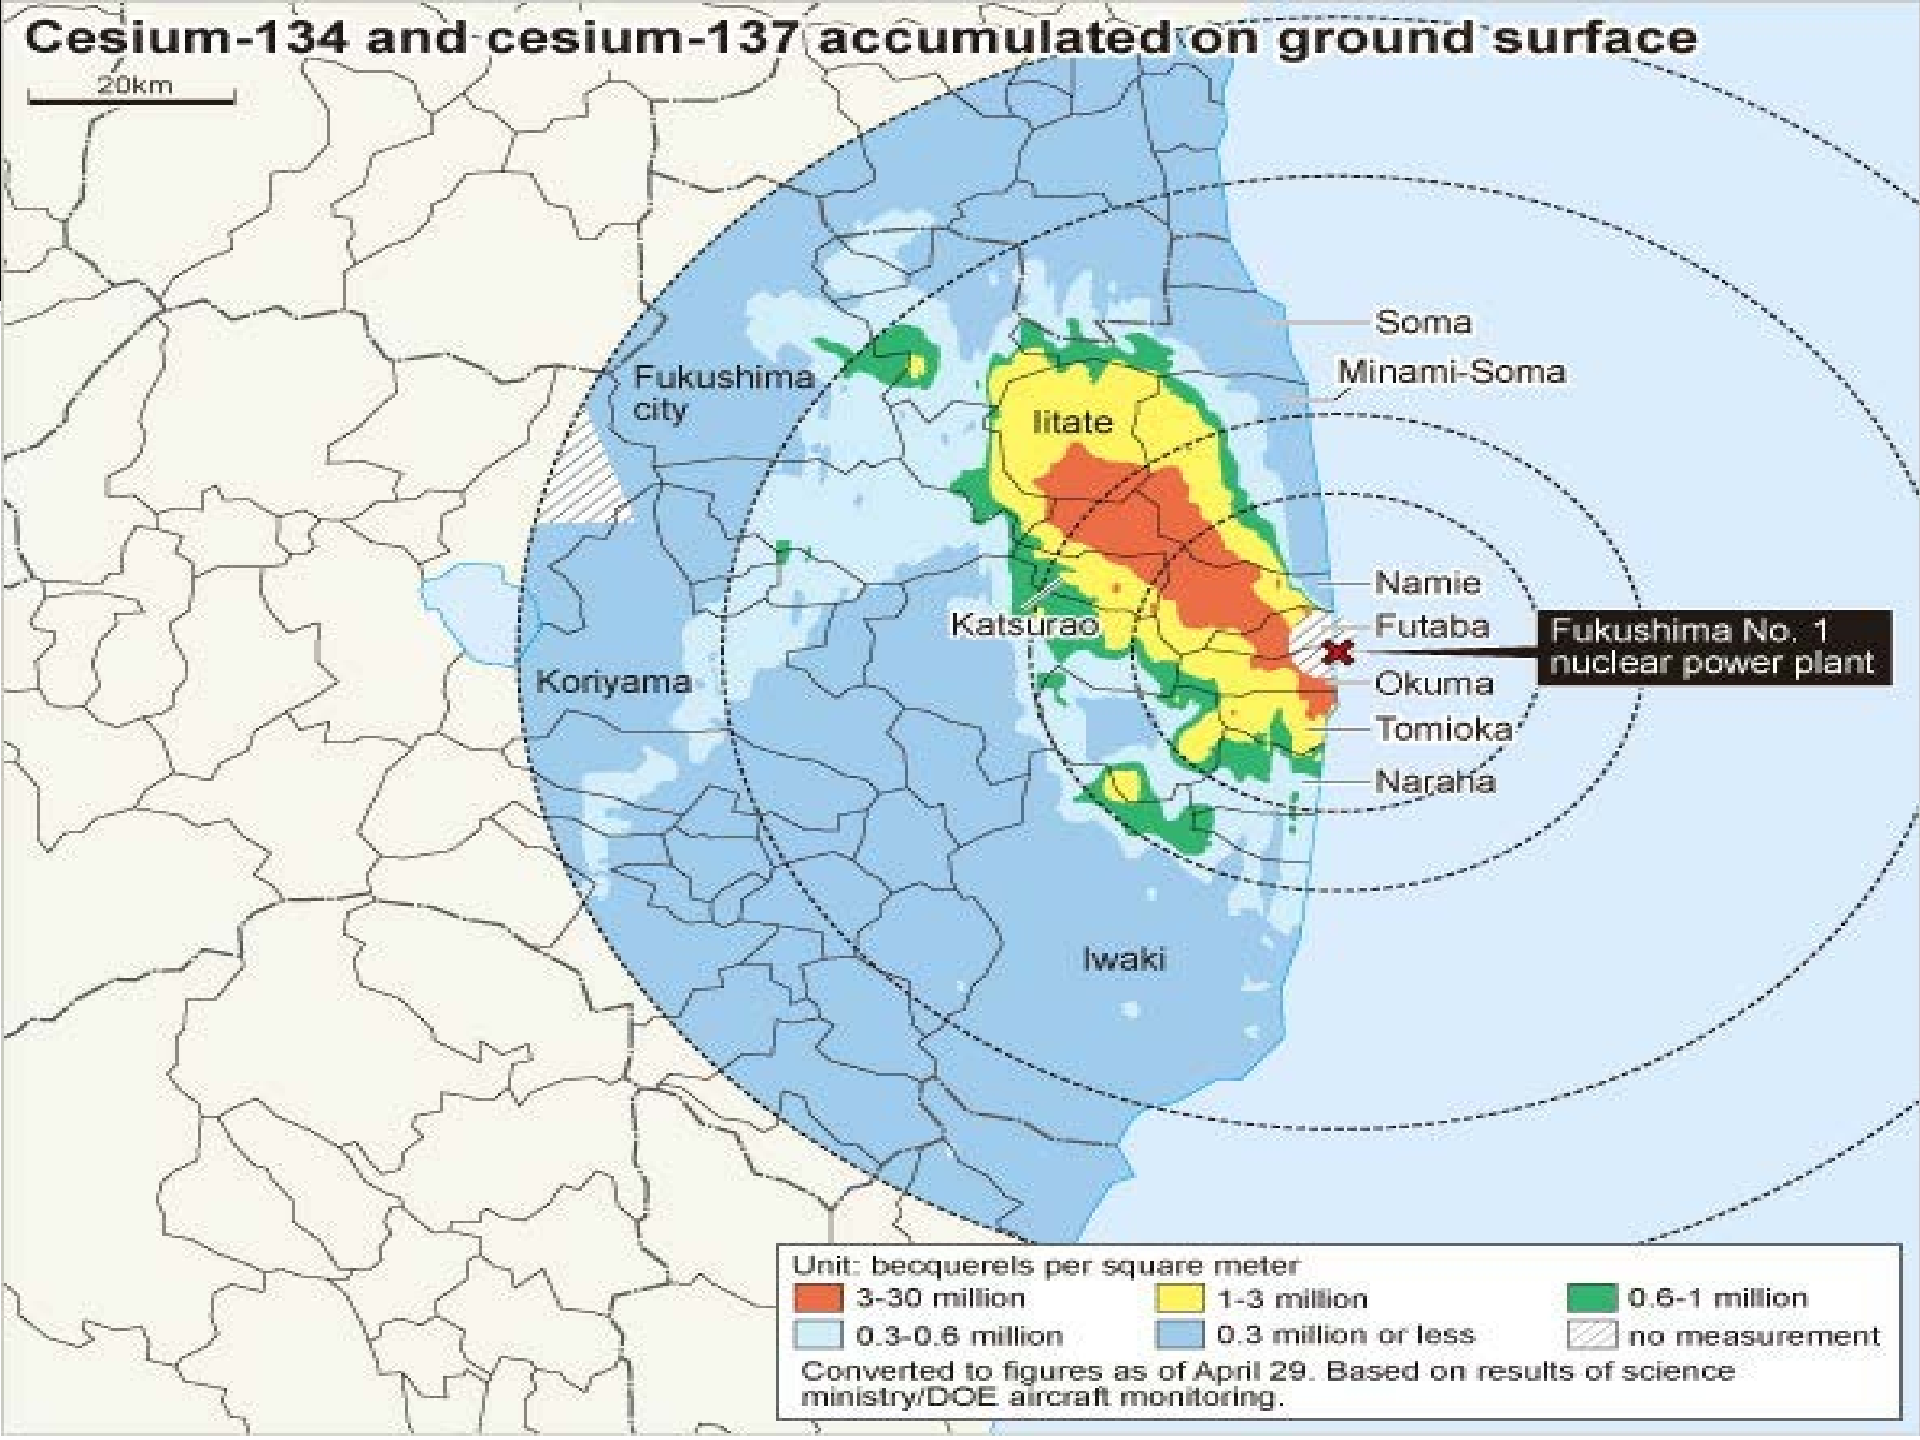 Cesium-134 and cesium-137 accumulated on ground surface
20km
Soma
Minami-Soma
Fukushima
city
Iitate
Namie
Katsurao
Futaba
Fukushima No. 1
nuclear power plant
Koriyama
Okuma
Tomioka
Naraha
Iwaki
Unit: becquerels per square meter
3-30 million
1-3 million
0.6-1 million
0.3-0.6 million
0.3 million or less
no measurement
Converted to figures as of April 29. Based on results of science
ministry/DOE aircraft monitoring.